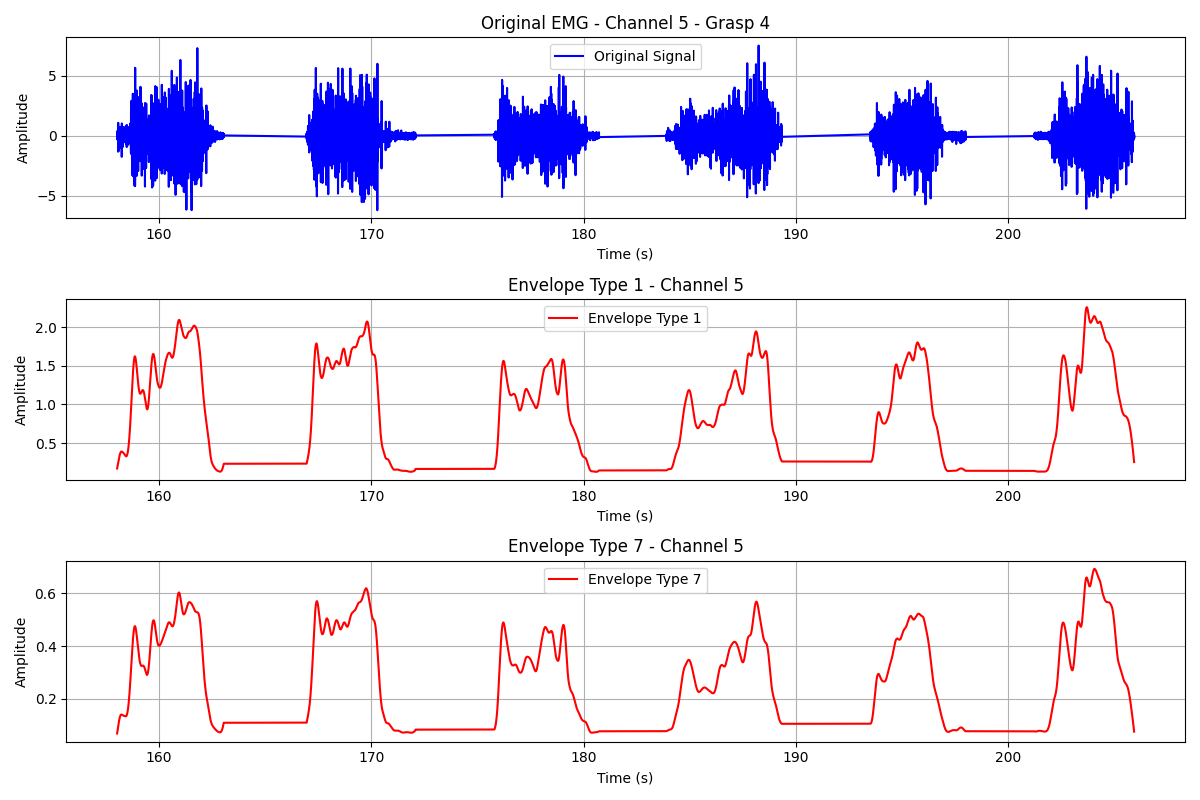 Original EMG - Channel 5 - Grasp 4
Original Signal
5
0
−5
Amplitude
160 170 180 190 200
Time (s)
Envelope Type 1 - Channel 5
Envelope Type 1
2.0
1.5
1.0
0.5
Amplitude
160 170 180 190 200
Time (s)
Envelope Type 7 - Channel 5
Envelope Type 7
0.6
0.4
0.2
Amplitude
160 170 180 190 200
Time (s)